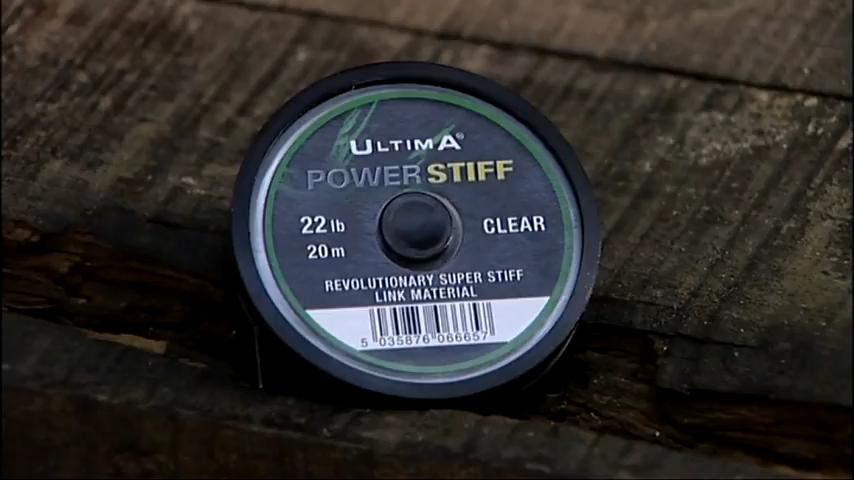 ULTIMA®
POWER STIFF
22 lb
20 m
CLEAR
REVOLUTIONARY SUPER STIFF
LINK MATERIAL
5 035876 066657